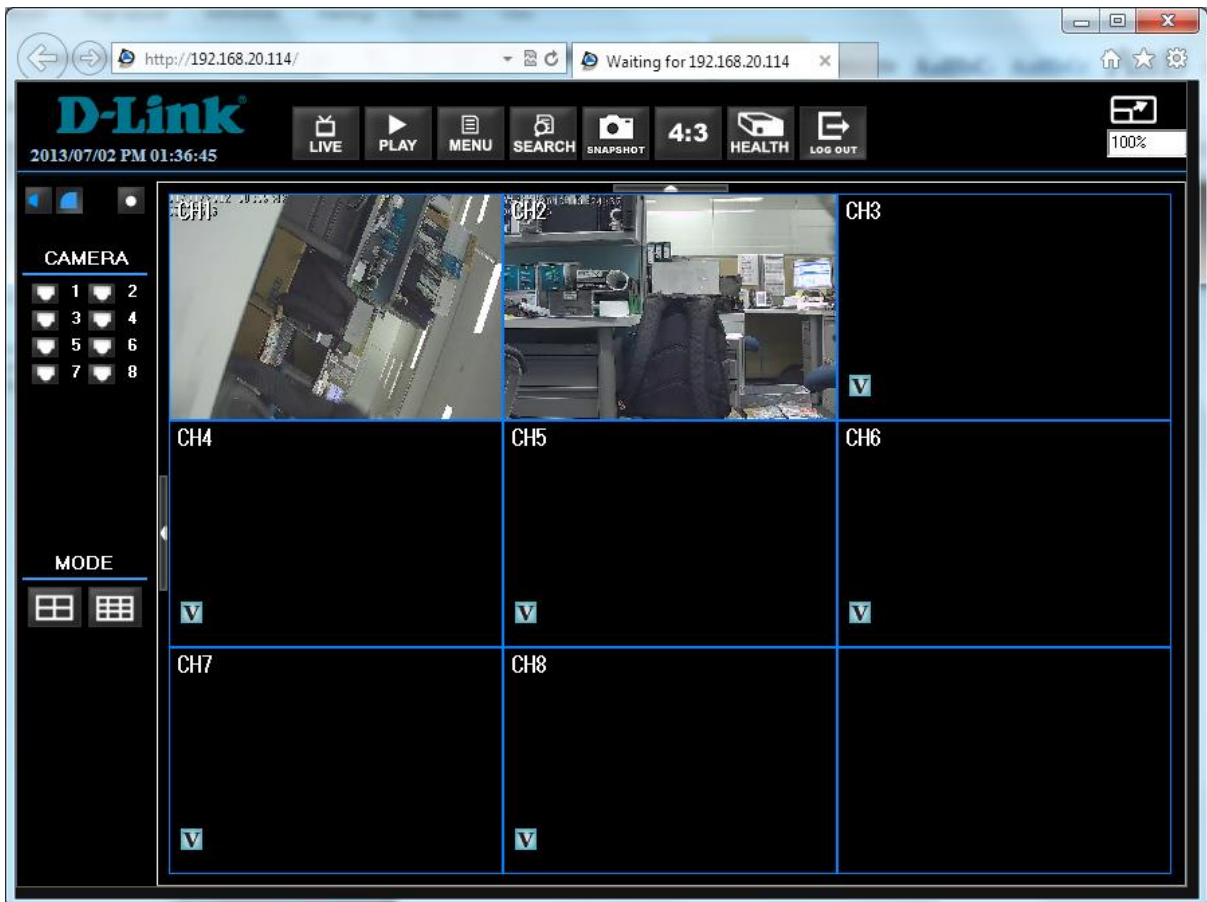 http://192.168.20.114/
Waiting for 192.168.20.114
D-Link
2013/07/02 PM 01:36:45
LIVE
PLAY
MENU
SEARCH
SNAPSHOT
4:3
HEALTH
LOG OUT
100%
CAMERA
1 2
3 4
5 6
7 8
MODE
CH1
CH2
CH3
V
CH4
CH5
CH6
V
V
V
CH7
CH8
V
V